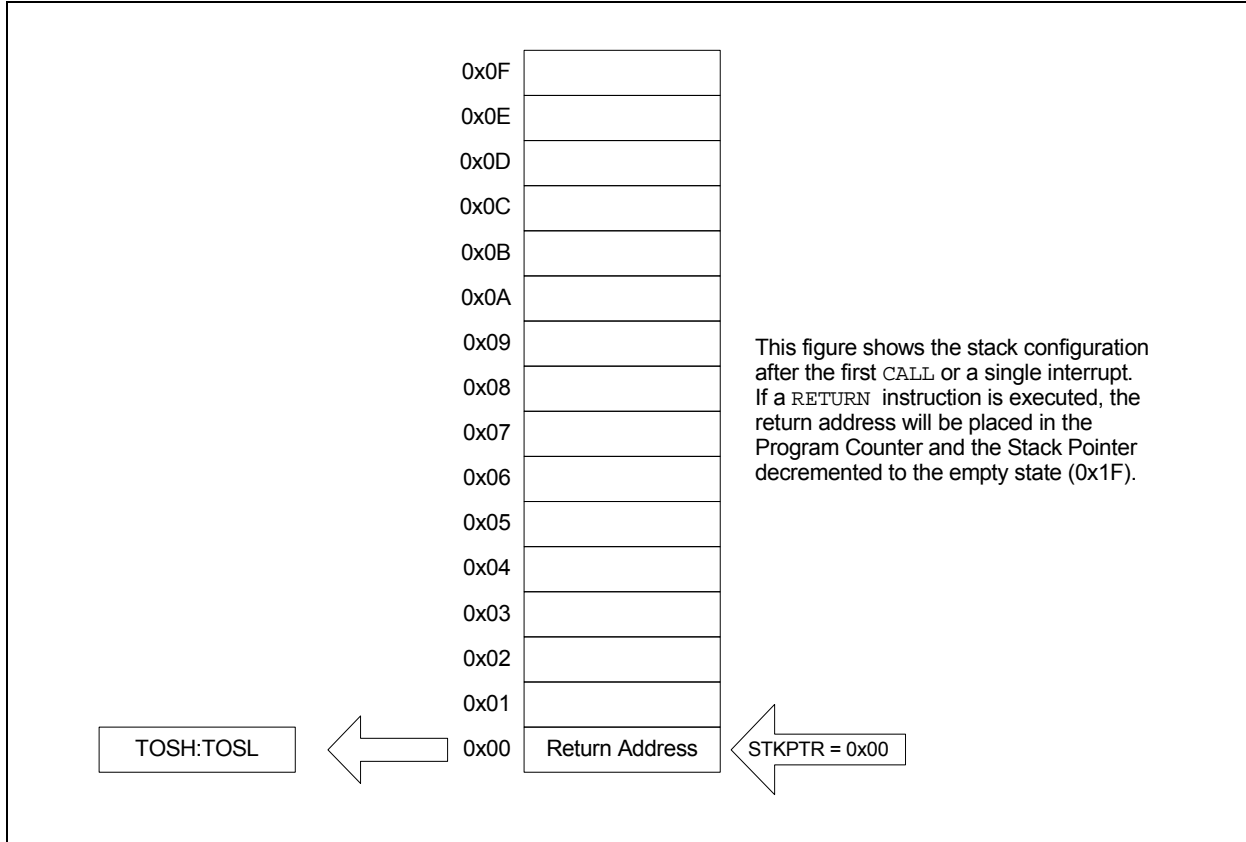 0x0F
0x0E
0x0D
0x0C
0x0B
0x0A
0x09
0x08
0x07
0x06
0x05
0x04
0x03
0x02
0x01
This figure shows the stack configuration
after the first CALL or a single interrupt.
If a RETURN instruction is executed, the
return address will be placed in the
Program Counter and the Stack Pointer
decremented to the empty state (0x1F).
TOSH:TOSL
0x00
Return Address
STKPTR = 0x00